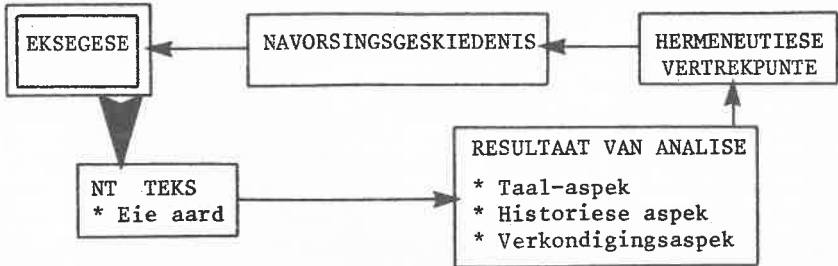 EKSEGESE
NAVORSINGSGESKIEDENIS
HERMENEUTIESE
VERTREKPUNTE
NT TEKS
* Eie aard
RESULTAAT VAN ANALISE
* Taal-aspek
* Historiese aspek
* Verkondigingsaspek